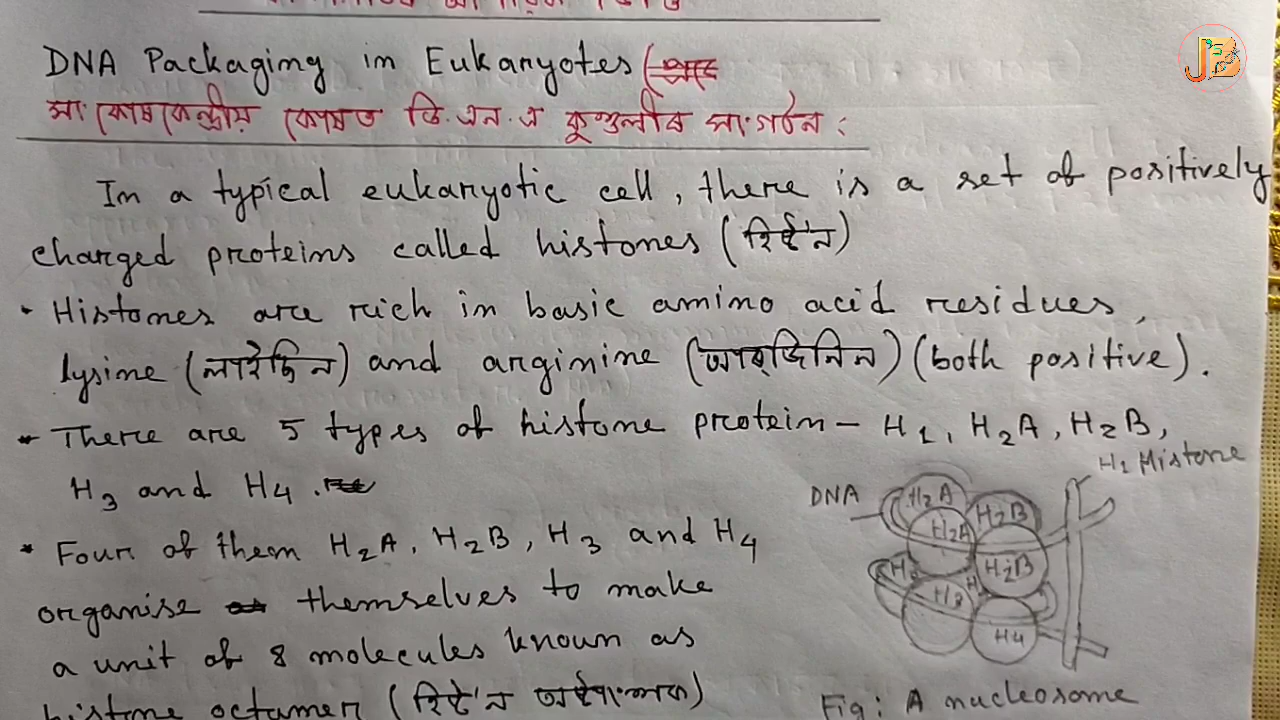 DNA Packaging in Eukaryotes (
সংকোষকেন্দ্ৰীয় কোষত ডি.এন.এ কুণ্ডলীৰ সংগঠন :
In a typical eukaryotic cell, there is a set of positively
charged proteins called histones (হিষ্ট'ন)
• Histones are rich in basic amino acid residues,
lysine (লাইচিন) and arginine (আৰ্জিনিন) (both positive).
* There are 5 types of histone protein – H1, H2A, H2B,
H3 and H4.
* Four of them H2A, H2B, H3 and H4
organise themselves to make
a unit of 8 molecules known as
histone octamer (হিষ্ট'ন
H1 Histone
DNA
H2A
H2B
H2A
H2B
H3
H4
Fig: A nucleosome